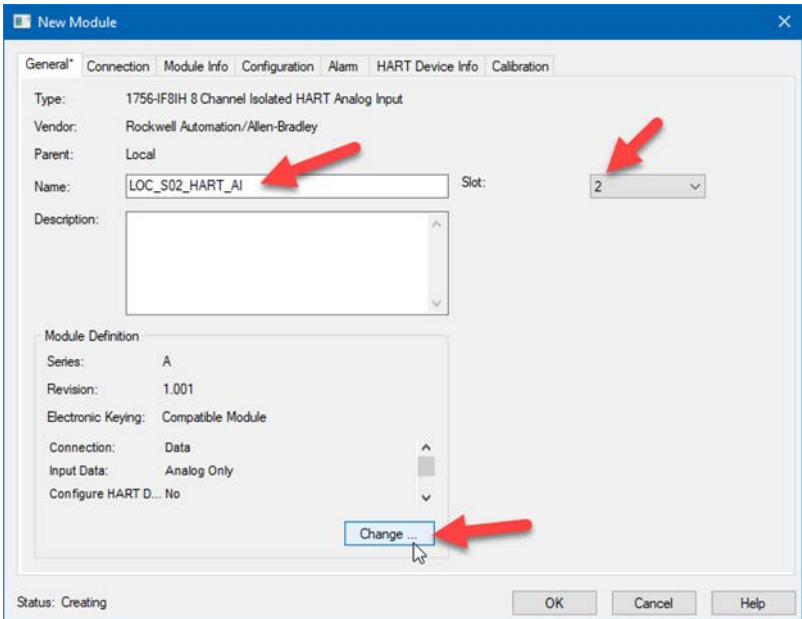 New Module
General* Connection Module Info Configuration Alarm HART Device Info Calibration
Type: 1756-IF8IH 8 Channel Isolated HART Analog Input
Vendor: Rockwell Automation/Allen-Bradley
Parent: Local
Name: LOC_S02_HART_AI Slot: 2
Description:
Module Definition
Series: A
Revision: 1.001
Electronic Keying: Compatible Module
Connection: Data
Input Data: Analog Only
Configure HART D... No
Change ...
Status: Creating OK Cancel Help